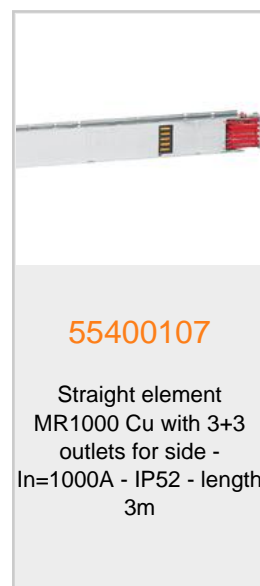 55400107
Straight element
MR1000 Cu with 3+3
outlets for side -
In=1000A - IP52 - length
3m